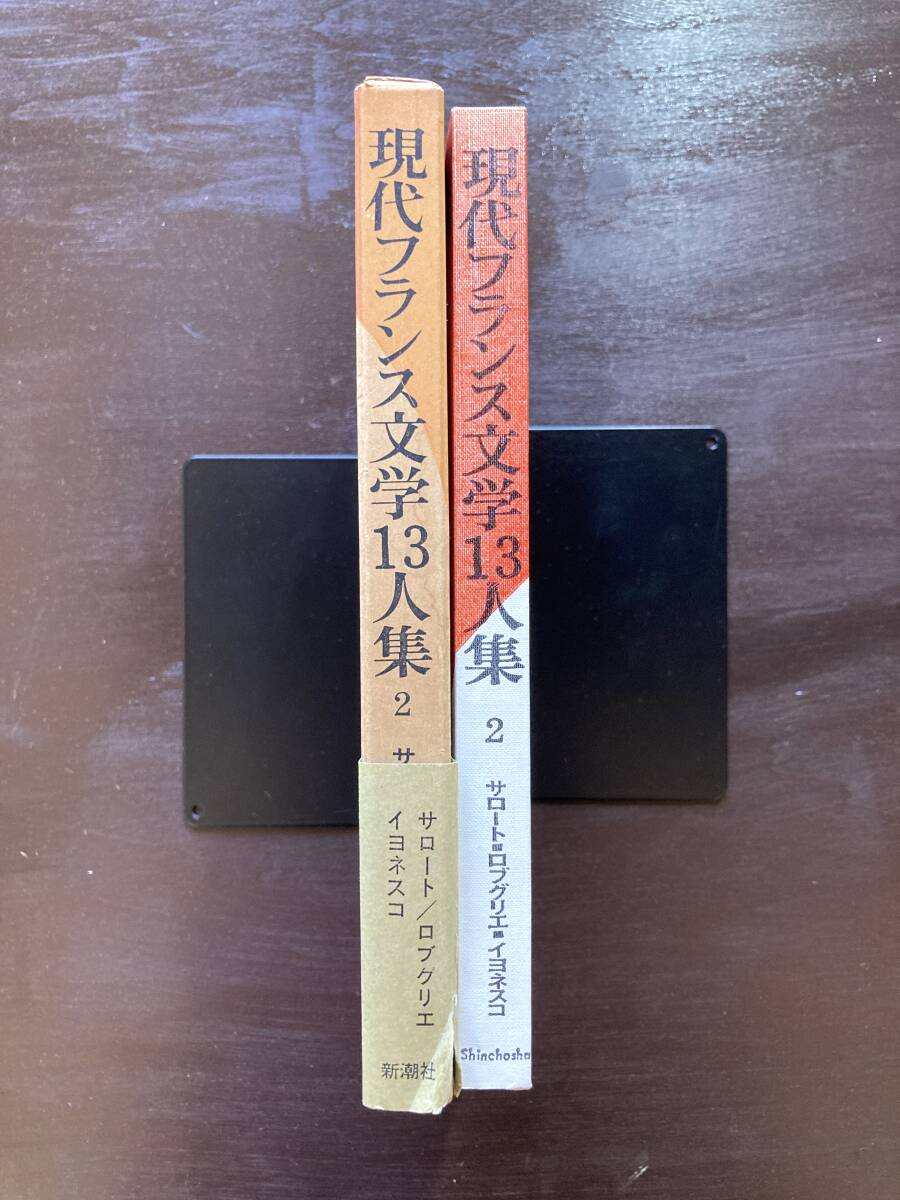 現代フランス文学13人集
2
サ
サロート/ロブグリエ
イヨネスコ
新潮社
現代フランス文学13人集
2
サロート■ロブグリエ■イヨネスコ
Shinchosha